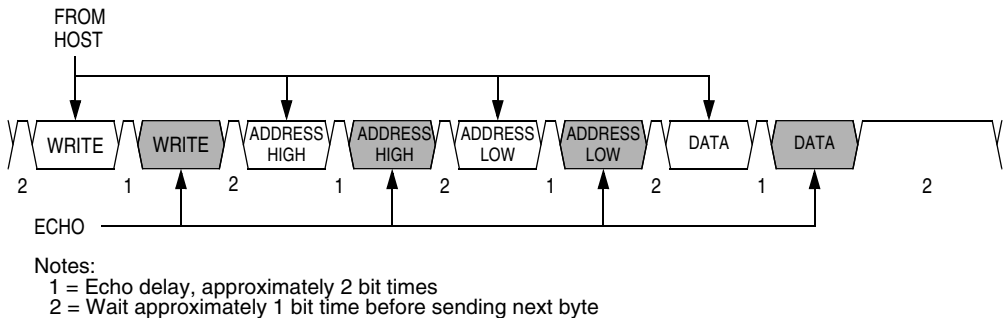 FROM
HOST
WRITE WRITE ADDRESS HIGH ADDRESS HIGH ADDRESS LOW ADDRESS LOW DATA DATA
2 1 2 1 2 1 2 1 2
ECHO
Notes:
1 = Echo delay, approximately 2 bit times
2 = Wait approximately 1 bit time before sending next byte